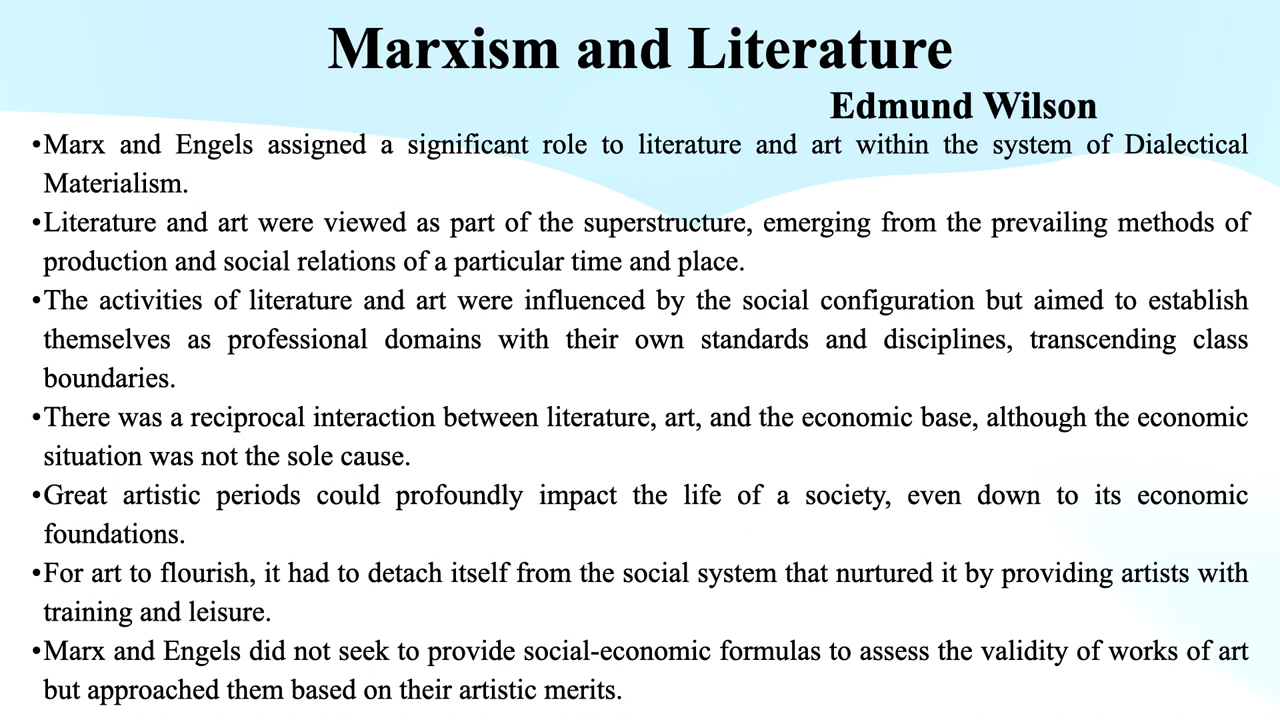 Marxism and Literature
Edmund Wilson
•Marx and Engels assigned a significant role to literature and art within the system of Dialectical
Materialism.
•Literature and art were viewed as part of the superstructure, emerging from the prevailing methods of
production and social relations of a particular time and place.
•The activities of literature and art were influenced by the social configuration but aimed to establish
themselves as professional domains with their own standards and disciplines, transcending class
boundaries.
•There was a reciprocal interaction between literature, art, and the economic base, although the economic
situation was not the sole cause.
•Great artistic periods could profoundly impact the life of a society, even down to its economic
foundations.
•For art to flourish, it had to detach itself from the social system that nurtured it by providing artists with
training and leisure.
•Marx and Engels did not seek to provide social-economic formulas to assess the validity of works of art
but approached them based on their artistic merits.